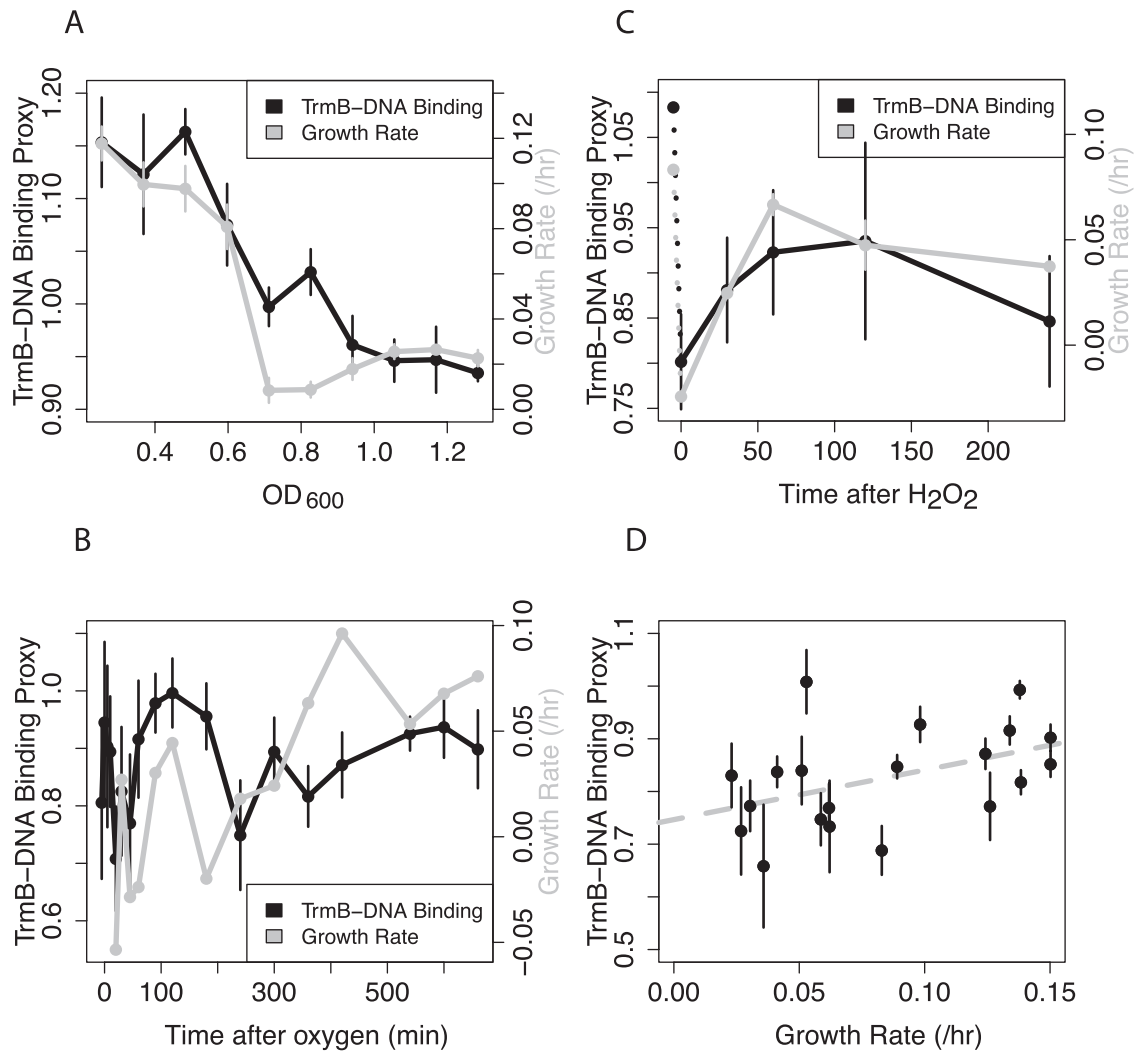 A
TrmB−DNA Binding Proxy
0.90 1.00 1.10 1.20
TrmB−DNA Binding
Growth Rate
0.00 0.04 0.08 0.12
Growth Rate (/hr)
0.4 0.6 0.8 1.0 1.2
OD600
C
TrmB−DNA Binding Proxy
0.75 0.85 0.95 1.05
TrmB−DNA Binding
Growth Rate
0.00 0.05 0.10
Growth Rate (/hr)
0 50 100 150 200
Time after H2O2
B
TrmB−DNA Binding Proxy
0.6 0.8 1.0
TrmB−DNA Binding
Growth Rate
−0.05 0.00 0.05 0.10
Growth Rate (/hr)
0 100 300 500
Time after oxygen (min)
D
TrmB−DNA Binding Proxy
0.5 0.7 0.9 1.1
0.00 0.05 0.10 0.15
Growth Rate (/hr)